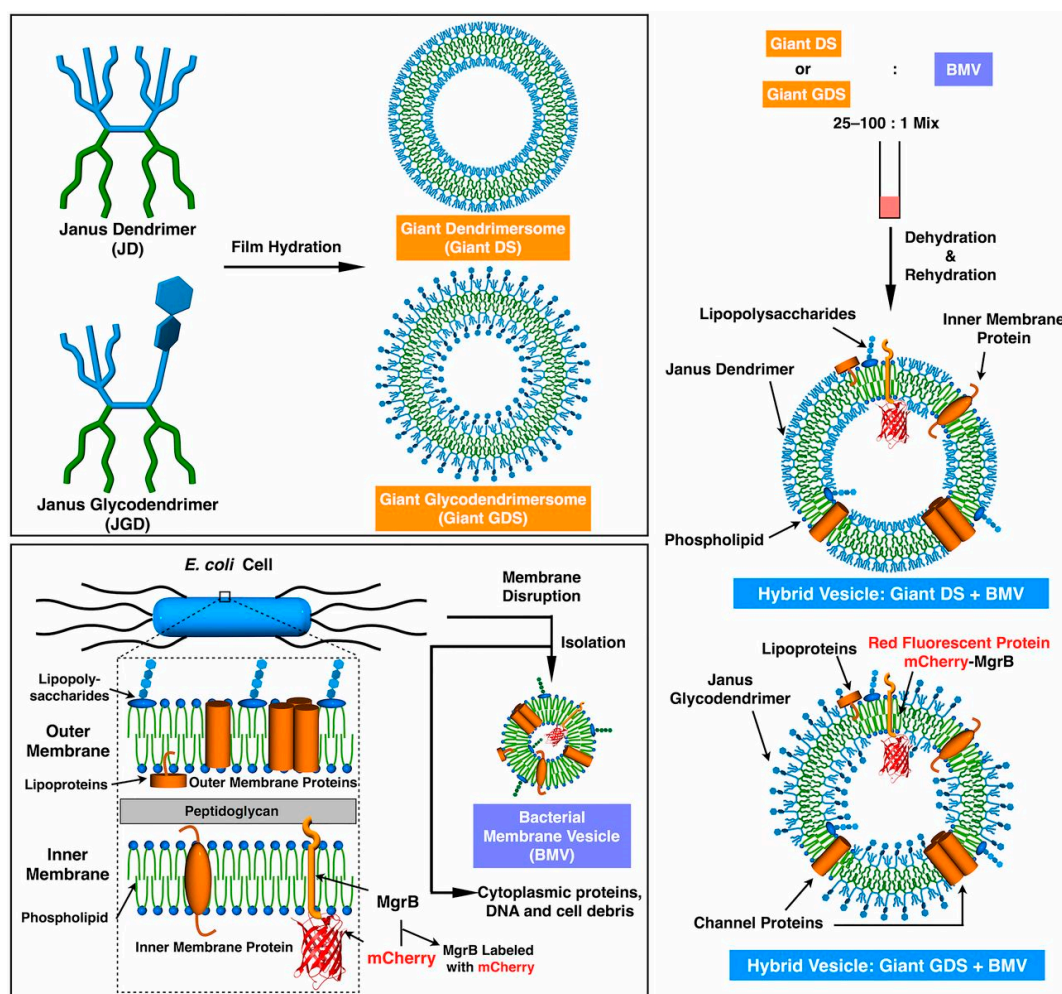 Janus Dendrimer
(JD)
Film Hydration
Giant Dendrimersome
(Giant DS)
Janus Glycodendrimer
(JGD)
Giant Glycodendrimersome
(Giant GDS)
E. coli Cell
Membrane
Disruption
Isolation
Lipopoly-
saccharides
Outer
Membrane
Lipoproteins
Outer Membrane Proteins
Peptidoglycan
Inner
Membrane
Phospholipid
Inner Membrane Protein
MgrB
mCherry
MgrB Labeled
with mCherry
Bacterial
Membrane Vesicle
(BMV)
Cytoplasmic proteins,
DNA and cell debris
Giant DS
or : BMV
Giant GDS
25–100 : 1 Mix
Dehydration
&
Rehydration
Lipopolysaccharides
Inner Membrane
Protein
Janus Dendrimer
Phospholipid
Hybrid Vesicle: Giant DS + BMV
Red Fluorescent Protein
mCherry-MgrB
Lipoproteins
Janus
Glycodendrimer
Channel Proteins
Hybrid Vesicle: Giant GDS + BMV